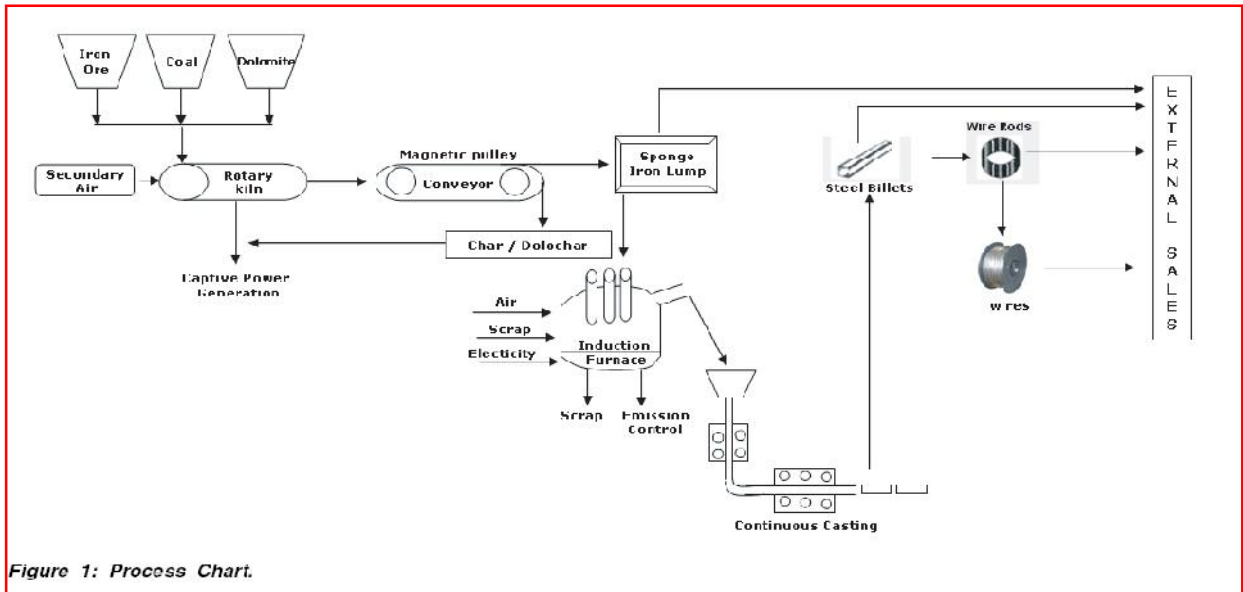 Iron
Ore
Coal
Dolomite
Secondary
Air
Rotary
kiln
Magnetic pulley
Conveyor
Sponge
Iron Lump
Char / Dolochar
Captive Power
Generation
Air
Scrap
Electicity
Induction
Furnace
Scrap
Emission
Control
Continuous Casting
Steel Billets
Wire Rods
Wires
EXTERNAL SALES
Figure 1: Process Chart.